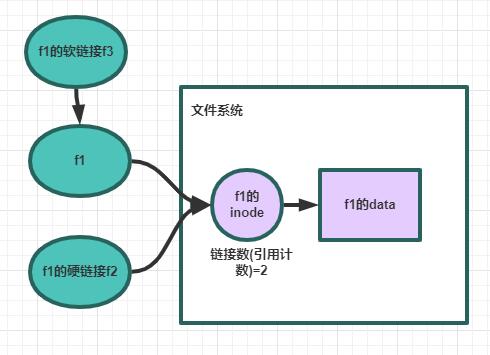 f1的软链接f3
文件系统
f1
f1的
inode
f1的data
链接数(引用计
数)=2
f1的硬链接f2